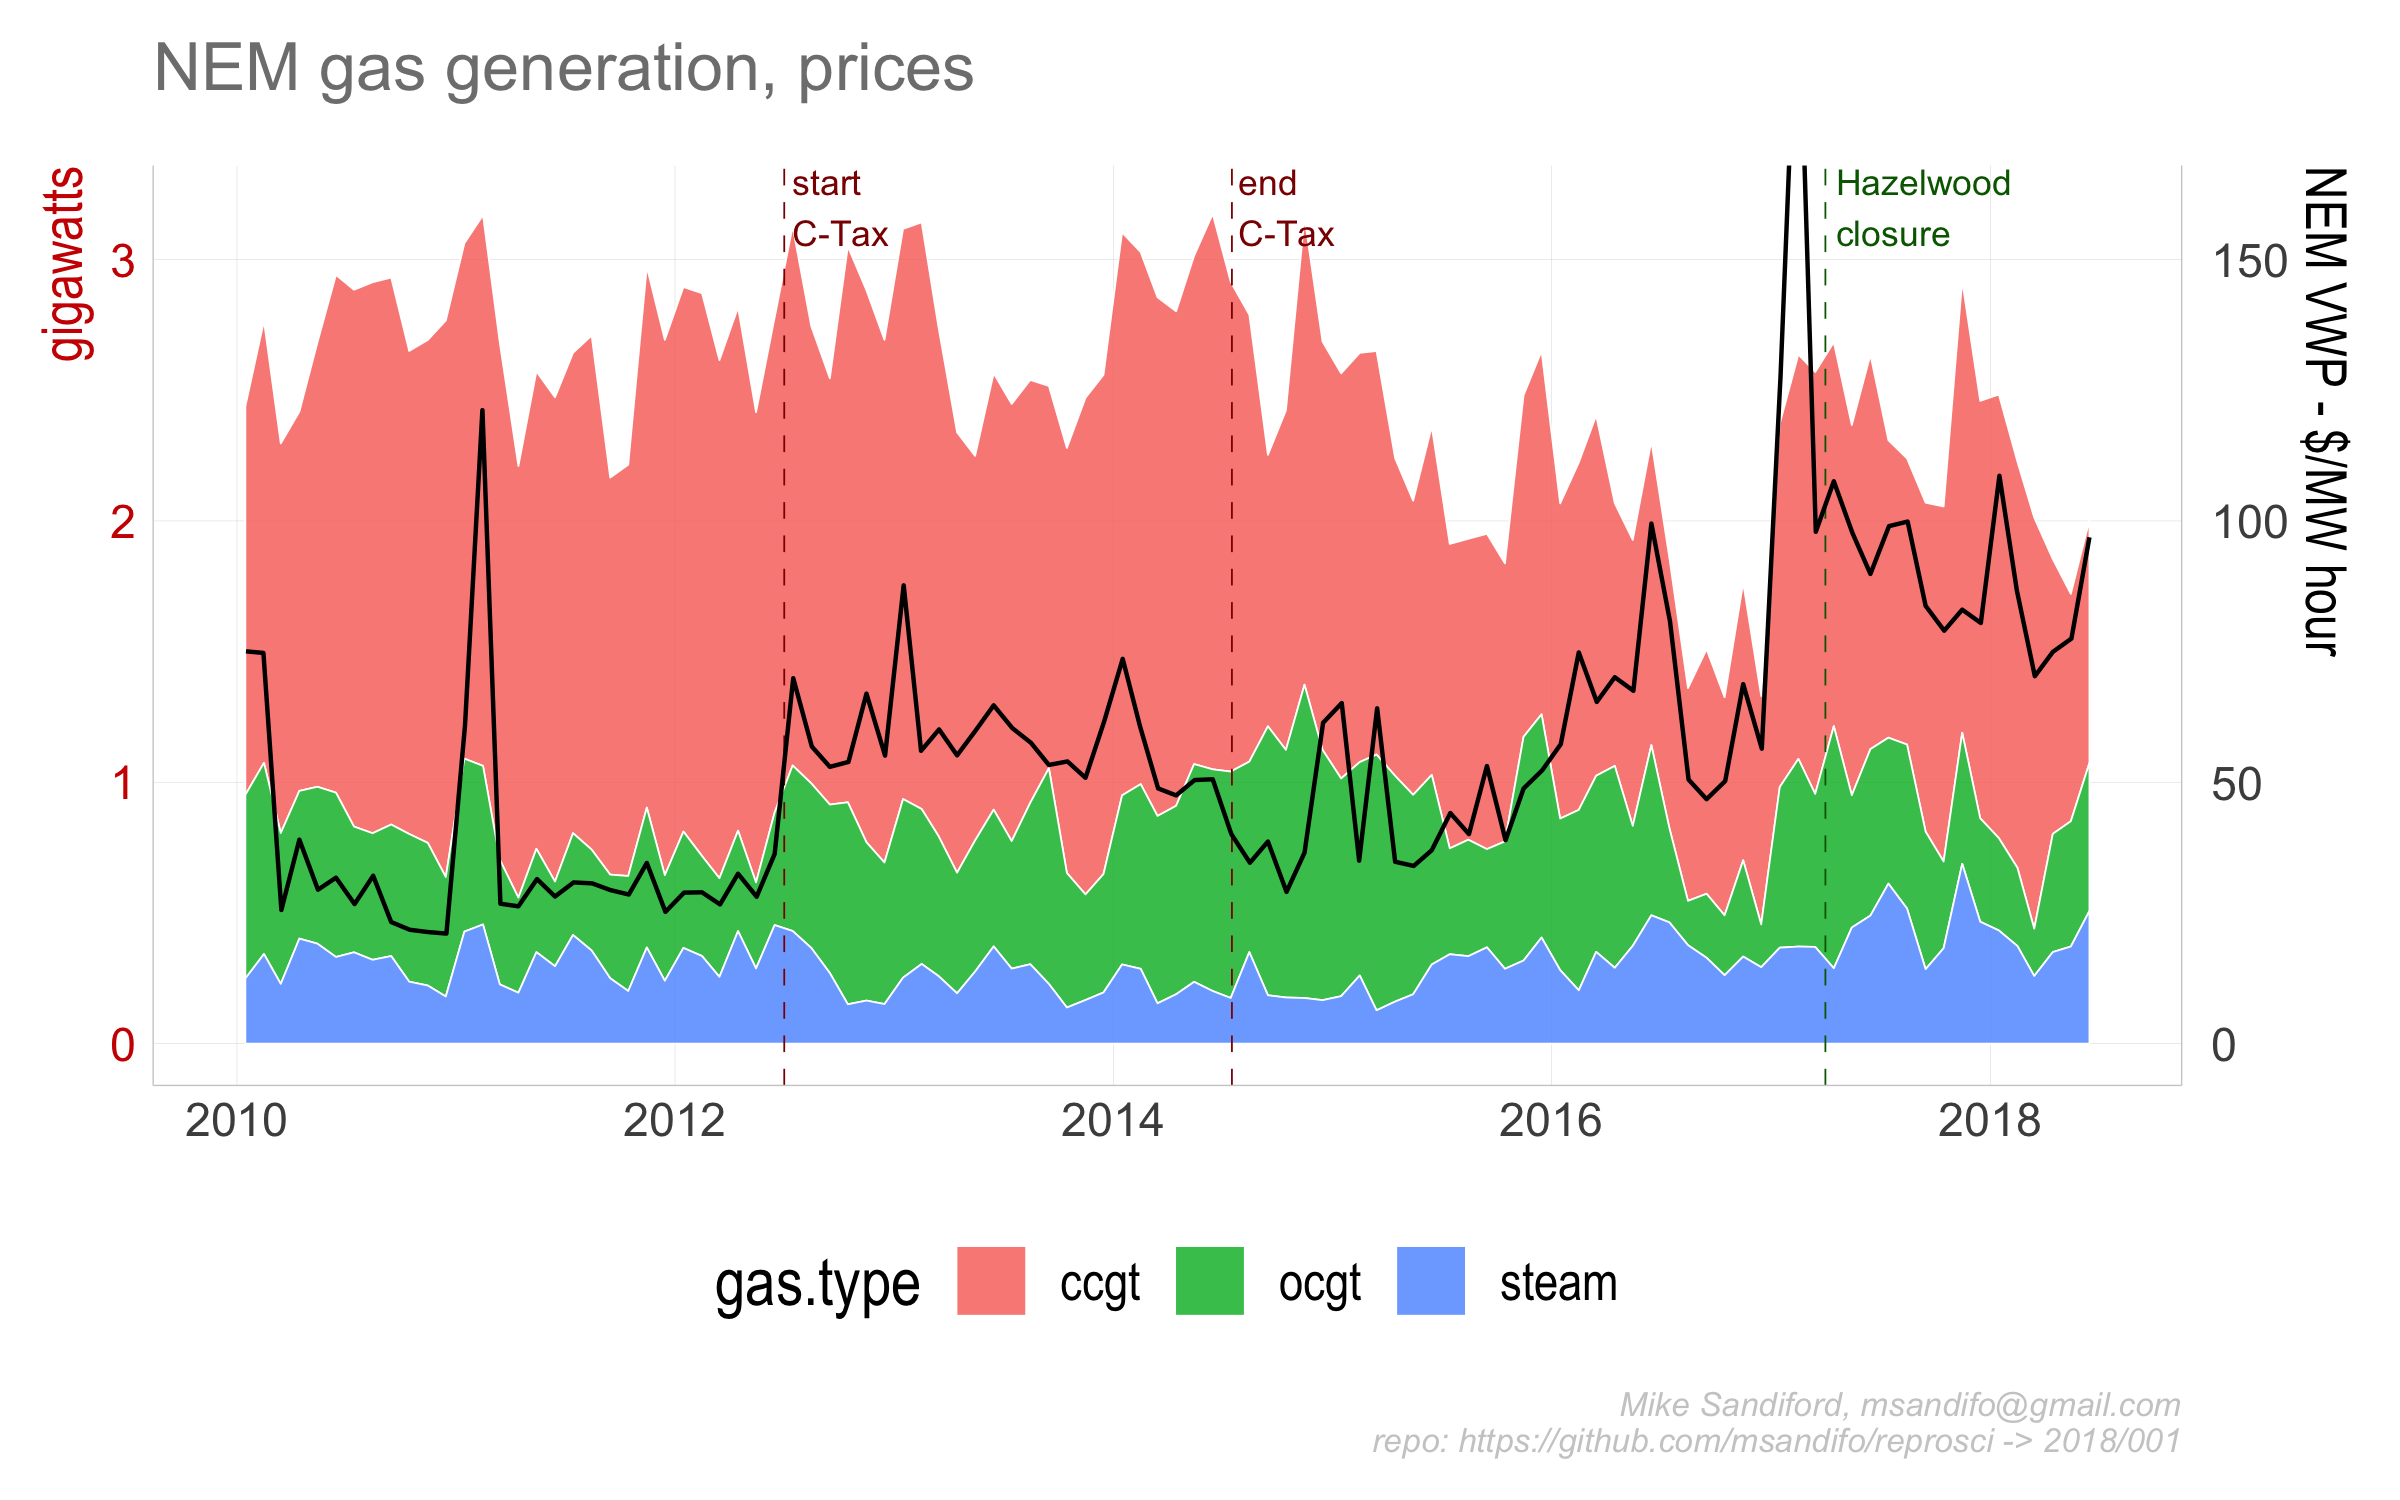 NEM gas generation, prices
gigawatts
3
2
1
0
start
C-Tax
end
C-Tax
Hazelwood
closure
150
100
50
0
NEM VWP - $/MW hour
2010
2012
2014
2016
2018
gas.type
ccgt
ocgt
steam
Mike Sandiford, msandifo@gmail.com
repo: https://github.com/msandifo/reprosci -> 2018/001